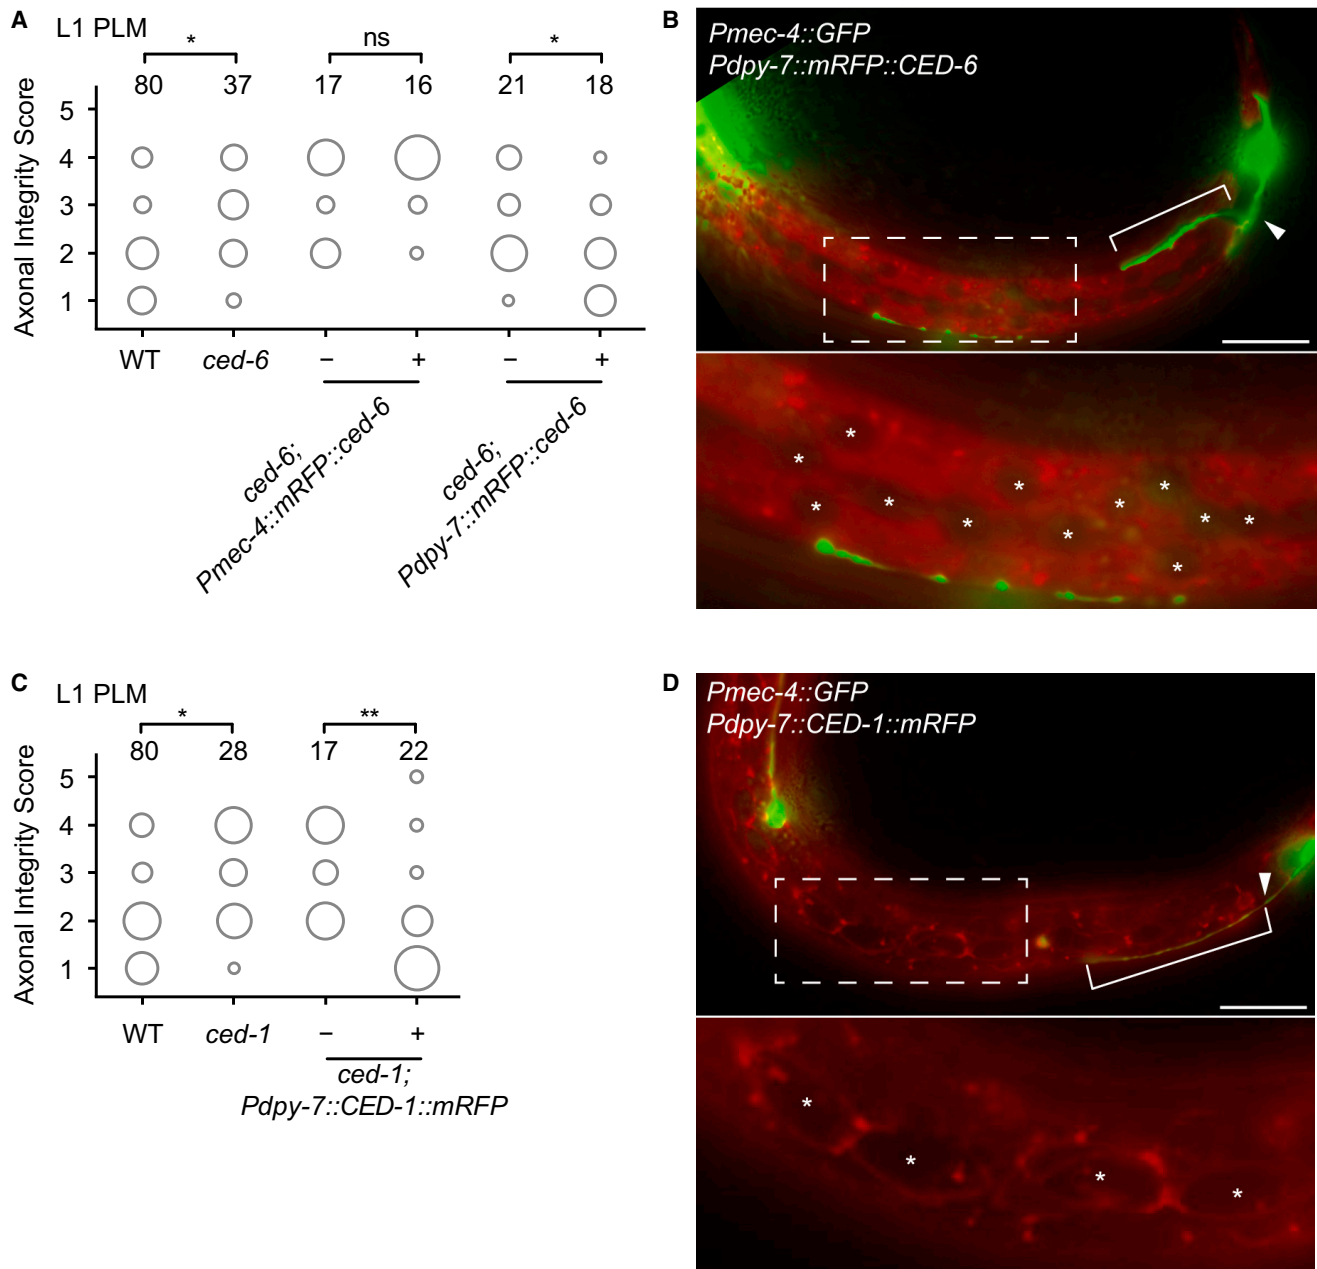 A
L1 PLM
* ns *
80 37 17 16 21 18
Axonal Integrity Score
5
4
3
2
1
WT ced-6 – + – +
ced-6;
Pmec-4::mRFP::ced-6
ced-6;
Pdpy-7::mRFP::ced-6
B
Pmec-4::GFP
Pdpy-7::mRFP::CED-6
* * * * * * * * * * * *
C
L1 PLM
* **
80 28 17 22
Axonal Integrity Score
5
4
3
2
1
WT ced-1 – +
ced-1;
Pdpy-7::CED-1::mRFP
D
Pmec-4::GFP
Pdpy-7::CED-1::mRFP
* * * *